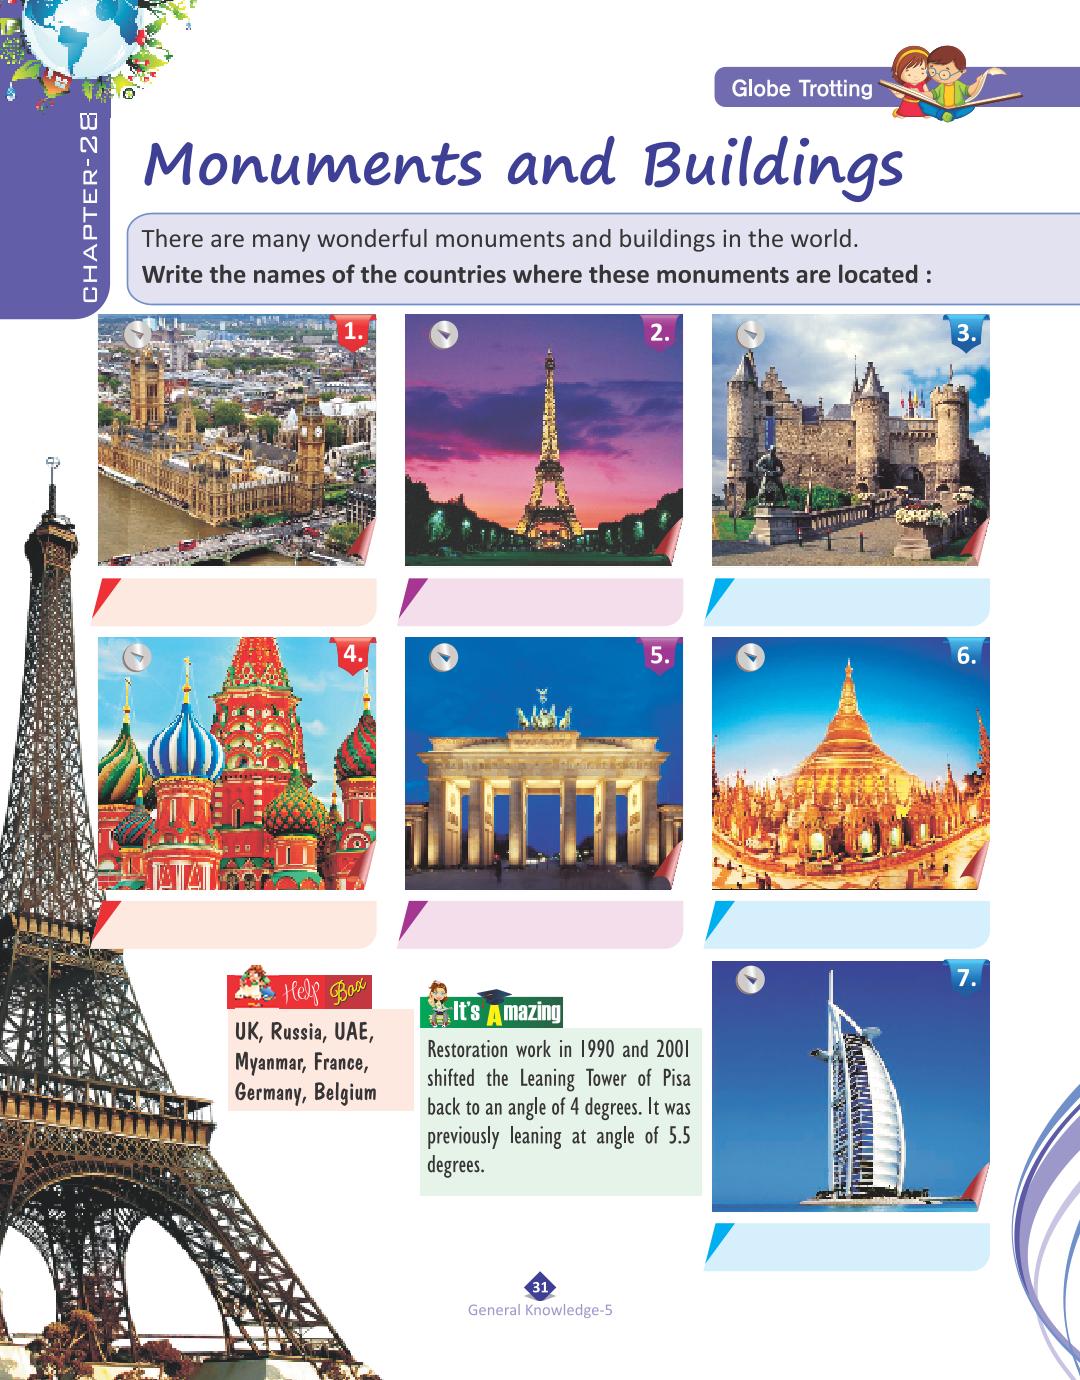 Globe Trotting
CHAPTER-28
Monuments and Buildings
There are many wonderful monuments and buildings in the world.
Write the names of the countries where these monuments are located :
1.
2.
3.
4.
5.
6.
7.
Help Box
UK, Russia, UAE,
Myanmar, France,
Germany, Belgium
It's Amazing
Restoration work in 1990 and 2001
shifted the Leaning Tower of Pisa
back to an angle of 4 degrees. It was
previously leaning at angle of 5.5
degrees.
31
General Knowledge-5